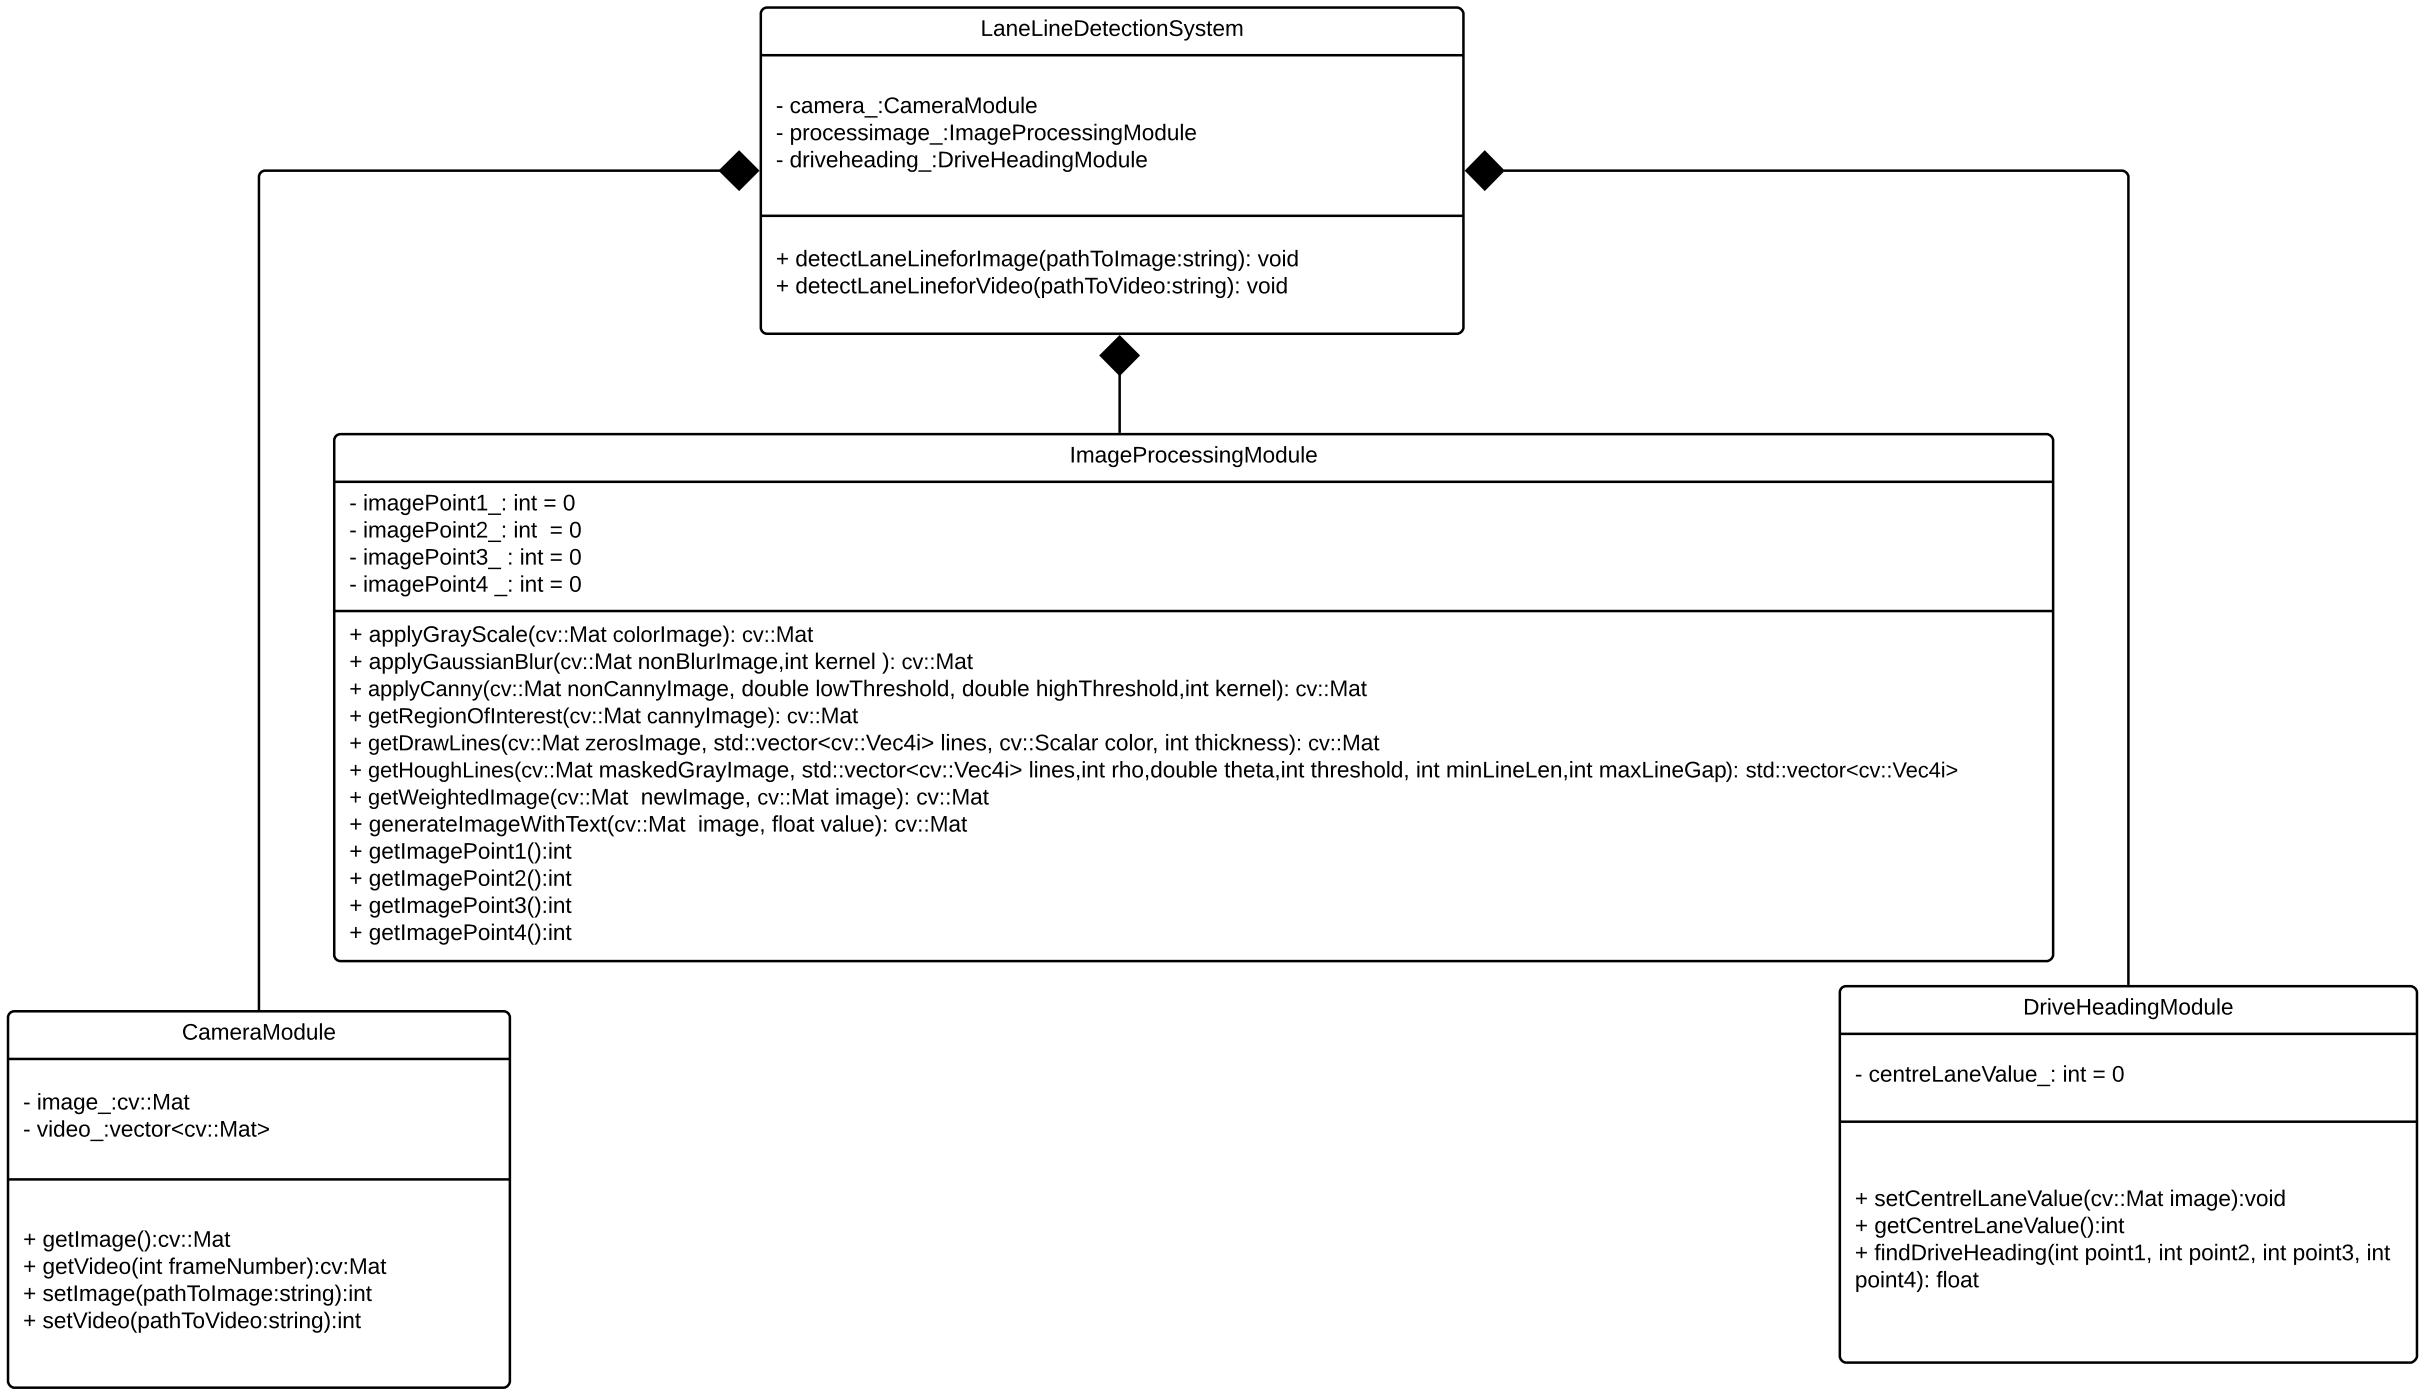 LaneLineDetectionSystem
- camera_:CameraModule
- processimage_:ImageProcessingModule
- driveheading_:DriveHeadingModule
+ detectLaneLineforImage(pathToImage:string): void
+ detectLaneLineforVideo(pathToVideo:string): void
ImageProcessingModule
- imagePoint1_: int = 0
- imagePoint2_: int  = 0
- imagePoint3_ : int = 0
- imagePoint4 _: int = 0
+ applyGrayScale(cv::Mat colorImage): cv::Mat
+ applyGaussianBlur(cv::Mat nonBlurImage,int kernel ): cv::Mat
+ applyCanny(cv::Mat nonCannyImage, double lowThreshold, double highThreshold,int kernel): cv::Mat
+ getRegionOfInterest(cv::Mat cannyImage): cv::Mat
+ getDrawLines(cv::Mat zerosImage, std::vector<cv::Vec4i> lines, cv::Scalar color, int thickness): cv::Mat
+ getHoughLines(cv::Mat maskedGrayImage, std::vector<cv::Vec4i> lines,int rho,double theta,int threshold, int minLineLen,int maxLineGap): std::vector<cv::Vec4i>
+ getWeightedImage(cv::Mat  newImage, cv::Mat image): cv::Mat
+ generateImageWithText(cv::Mat  image, float value): cv::Mat
+ getImagePoint1():int
+ getImagePoint2():int
+ getImagePoint3():int
+ getImagePoint4():int
CameraModule
- image_:cv::Mat
- video_:vector<cv::Mat>
+ getImage():cv::Mat
+ getVideo(int frameNumber):cv:Mat
+ setImage(pathToImage:string):int
+ setVideo(pathToVideo:string):int
DriveHeadingModule
- centreLaneValue_: int = 0
+ setCentrelLaneValue(cv::Mat image):void
+ getCentreLaneValue():int
+ findDriveHeading(int point1, int point2, int point3, int
point4): float